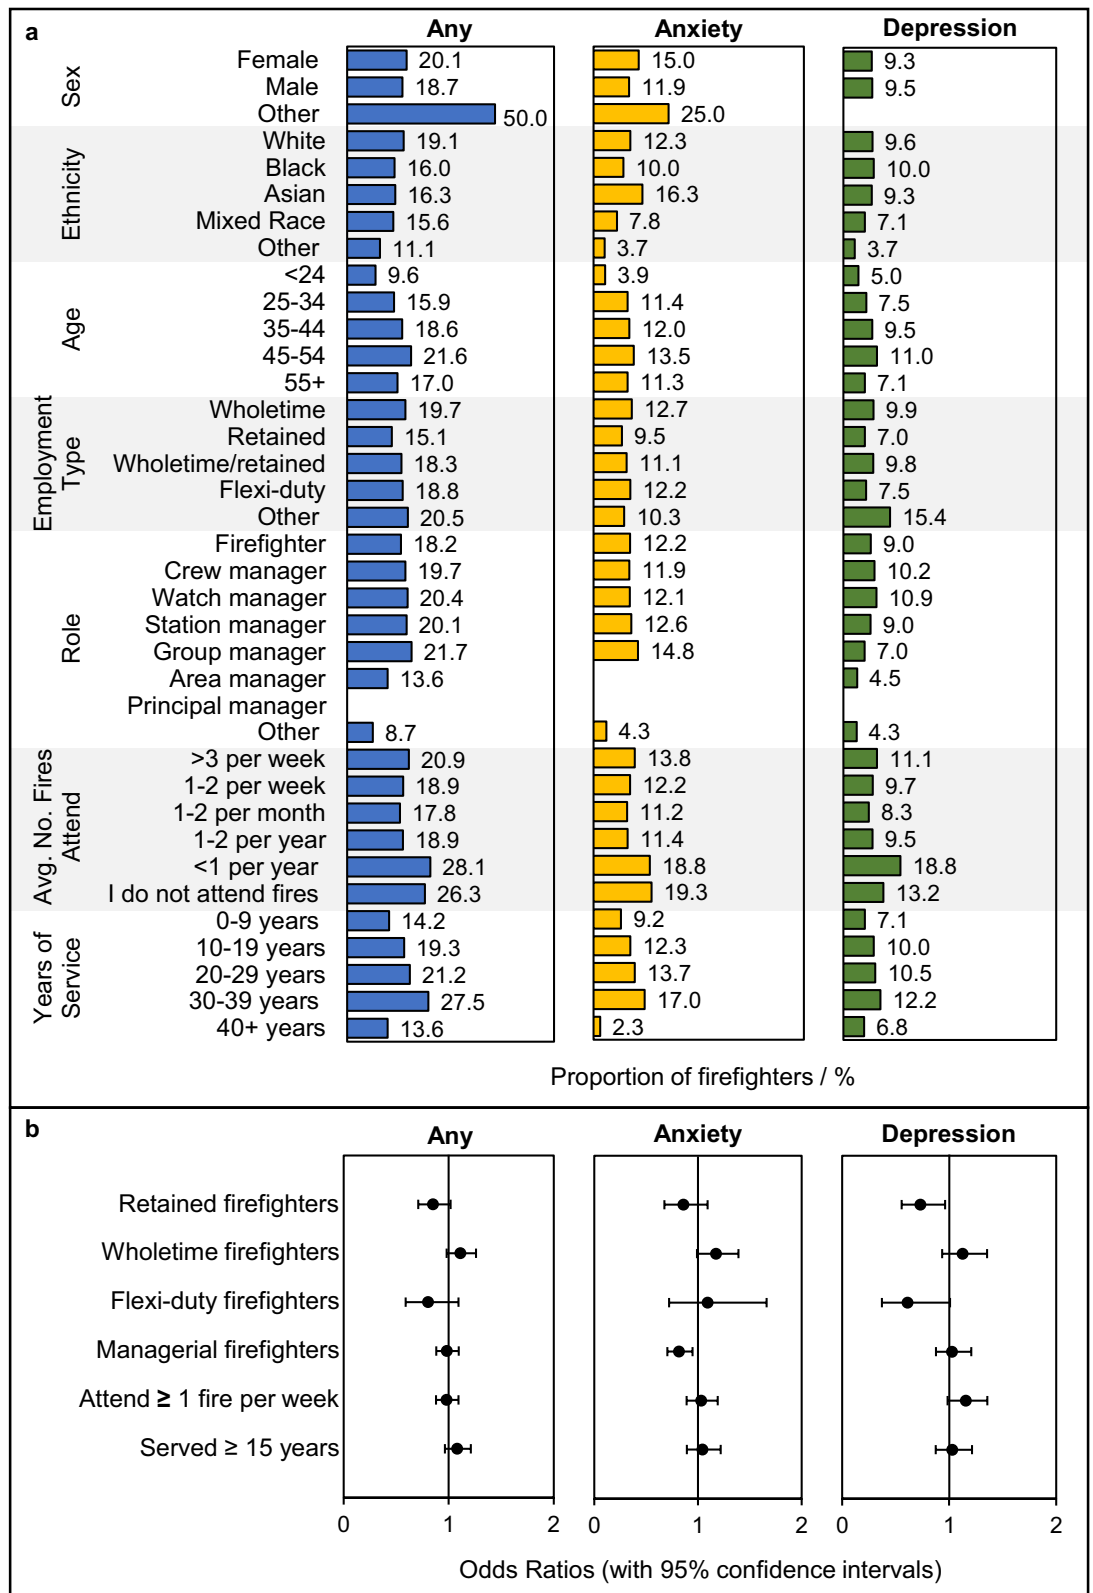 a
Any Anxiety Depression
Sex
Female 20.1 15.0 9.3
Male 18.7 11.9 9.5
Other 50.0 25.0
Ethnicity
White 19.1 12.3 9.6
Black 16.0 10.0 10.0
Asian 16.3 16.3 9.3
Mixed Race 15.6 7.8 7.1
Other 11.1 3.7 3.7
Age
<24 9.6 3.9 5.0
25-34 15.9 11.4 7.5
35-44 18.6 12.0 9.5
45-54 21.6 13.5 11.0
55+ 17.0 11.3 7.1
Employment
Type
Wholetime 19.7 12.7 9.9
Retained 15.1 9.5 7.0
Wholetime/retained 18.3 11.1 9.8
Flexi-duty 18.8 12.2 7.5
Other 20.5 10.3 15.4
Role
Firefighter 18.2 12.2 9.0
Crew manager 19.7 11.9 10.2
Watch manager 20.4 12.1 10.9
Station manager 20.1 12.6 9.0
Group manager 21.7 14.8 7.0
Area manager 13.6 4.5
Principal manager
Other 8.7 4.3 4.3
Avg. No. Fires
Attend
>3 per week 20.9 13.8 11.1
1-2 per week 18.9 12.2 9.7
1-2 per month 17.8 11.2 8.3
1-2 per year 18.9 11.4 9.5
<1 per year 28.1 18.8 18.8
I do not attend fires 26.3 19.3 13.2
Years of
Service
0-9 years 14.2 9.2 7.1
10-19 years 19.3 12.3 10.0
20-29 years 21.2 13.7 10.5
30-39 years 27.5 17.0 12.2
40+ years 13.6 2.3 6.8
Proportion of firefighters / %
b
Any Anxiety Depression
Retained firefighters
Wholetime firefighters
Flexi-duty firefighters
Managerial firefighters
Attend ≥ 1 fire per week
Served ≥ 15 years
0 1 2 0 1 2 0 1 2
Odds Ratios (with 95% confidence intervals)